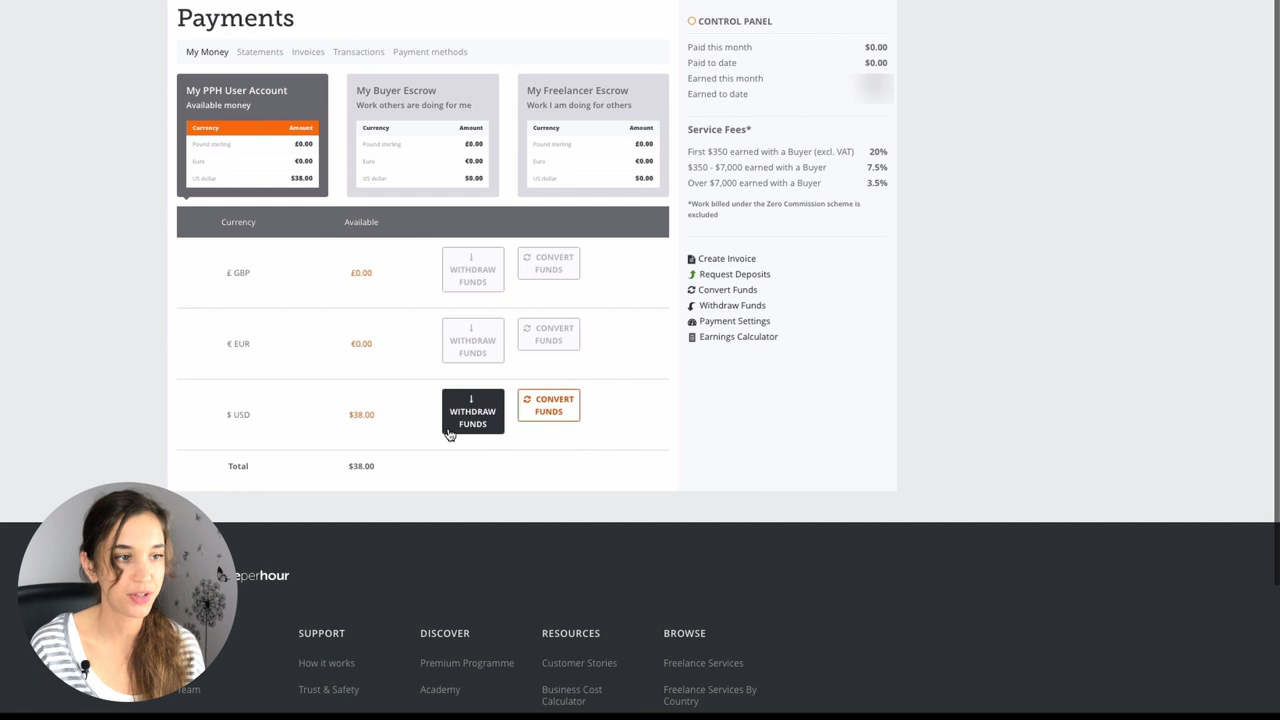 Payments
My Money Statements Invoices Transactions Payment methods
My PPH User Account
Available money
Currency Amount
Pound sterling £0.00
Euro €0.00
US dollar $38.00
My Buyer Escrow
Work others are doing for me
Currency Amount
Pound sterling £0.00
Euro €0.00
US dollar $0.00
My Freelancer Escrow
Work I am doing for others
Currency Amount
Pound sterling £0.00
Euro €0.00
US dollar $0.00
Currency Available
£ GBP £0.00
WITHDRAW
FUNDS
CONVERT
FUNDS
€ EUR €0.00
WITHDRAW
FUNDS
CONVERT
FUNDS
$ USD $38.00
WITHDRAW
FUNDS
CONVERT
FUNDS
Total $38.00
CONTROL PANEL
Paid this month $0.00
Paid to date $0.00
Earned this month
Earned to date
Service Fees*
First $350 earned with a Buyer (excl. VAT) 20%
$350 - $7,000 earned with a Buyer 7.5%
Over $7,000 earned with a Buyer 3.5%
*Work billed under the Zero Commission scheme is
excluded
Create Invoice
Request Deposits
Convert Funds
Withdraw Funds
Payment Settings
Earnings Calculator
eperhour
Team
SUPPORT
How it works
Trust & Safety
DISCOVER
Premium Programme
Academy
RESOURCES
Customer Stories
Business Cost
Calculator
BROWSE
Freelance Services
Freelance Services By
Country